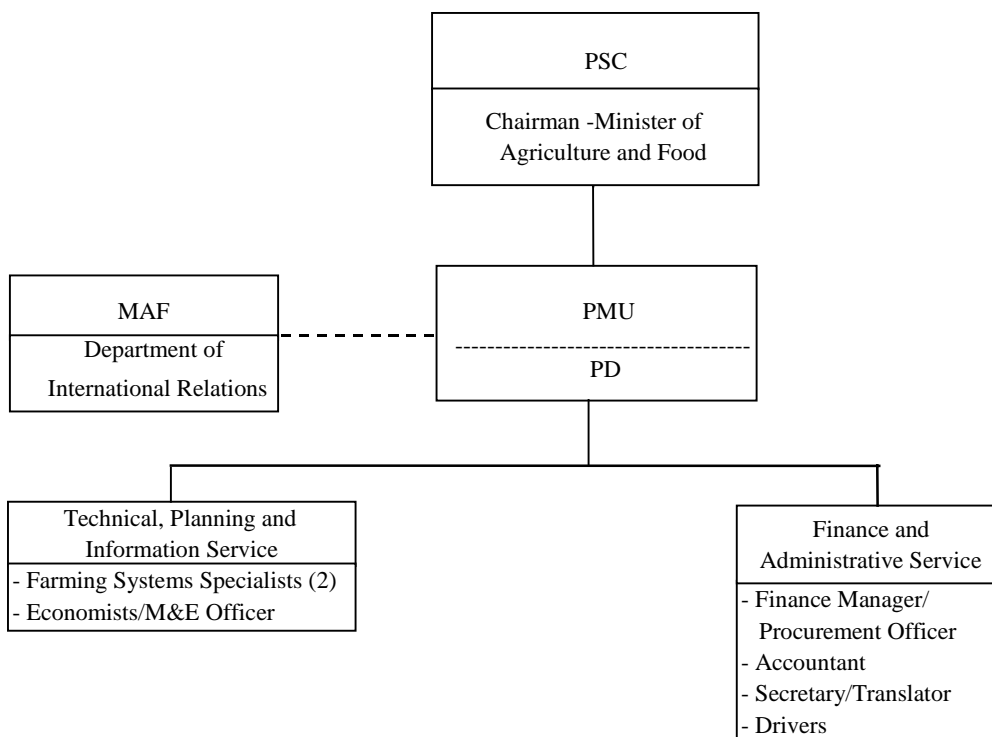 PSC
Chairman -Minister of
Agriculture and Food
MAF
Department of
International Relations
PMU
PD
Technical, Planning and
Information Service
- Farming Systems Specialists (2)
- Economists/M&E Officer
Finance and
Administrative Service
- Finance Manager/
Procurement Officer
- Accountant
- Secretary/Translator
- Drivers